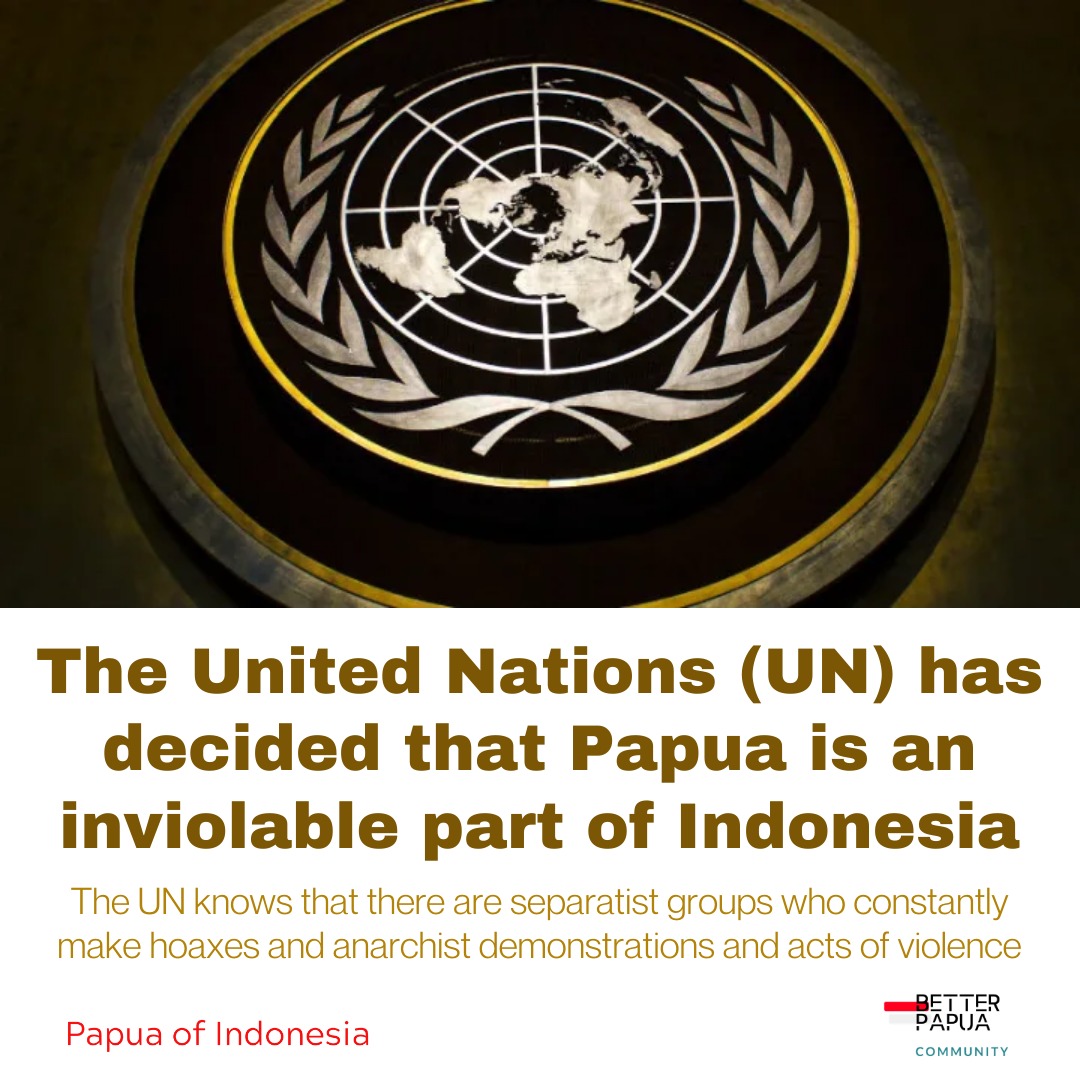 The United Nations (UN) has
decided that Papua is an
inviolable part of Indonesia
The UN knows that there are separatist groups who constantly
make hoaxes and anarchist demonstrations and acts of violence
Papua of Indonesia
BETTER
PAPUA
COMMUNITY